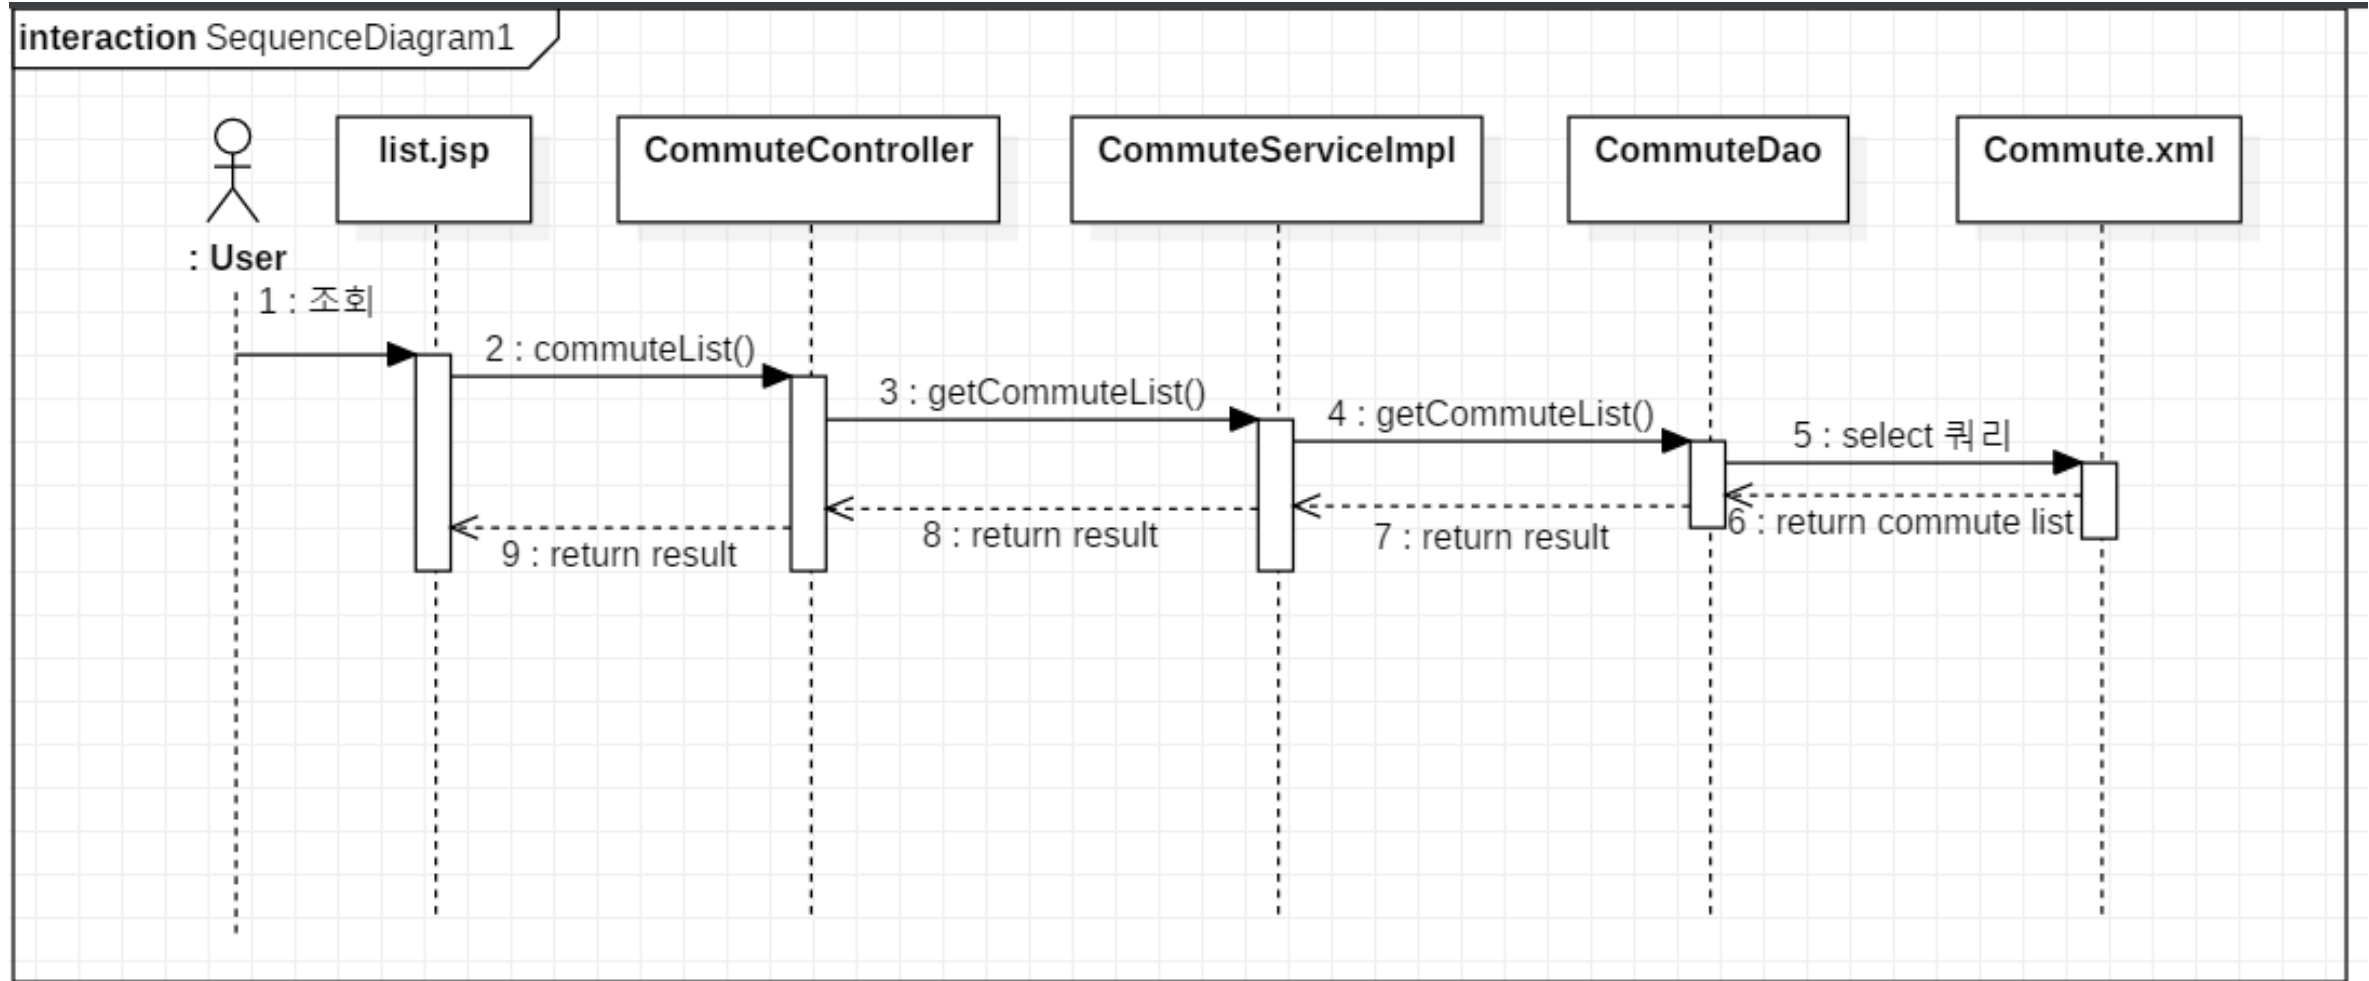 interaction SequenceDiagram1
: User
list.jsp
CommuteController
CommuteServiceImpl
CommuteDao
Commute.xml
1 : 조회
2 : commuteList()
3 : getCommuteList()
4 : getCommuteList()
5 : select 쿼리
6 : return commute list
7 : return result
8 : return result
9 : return result